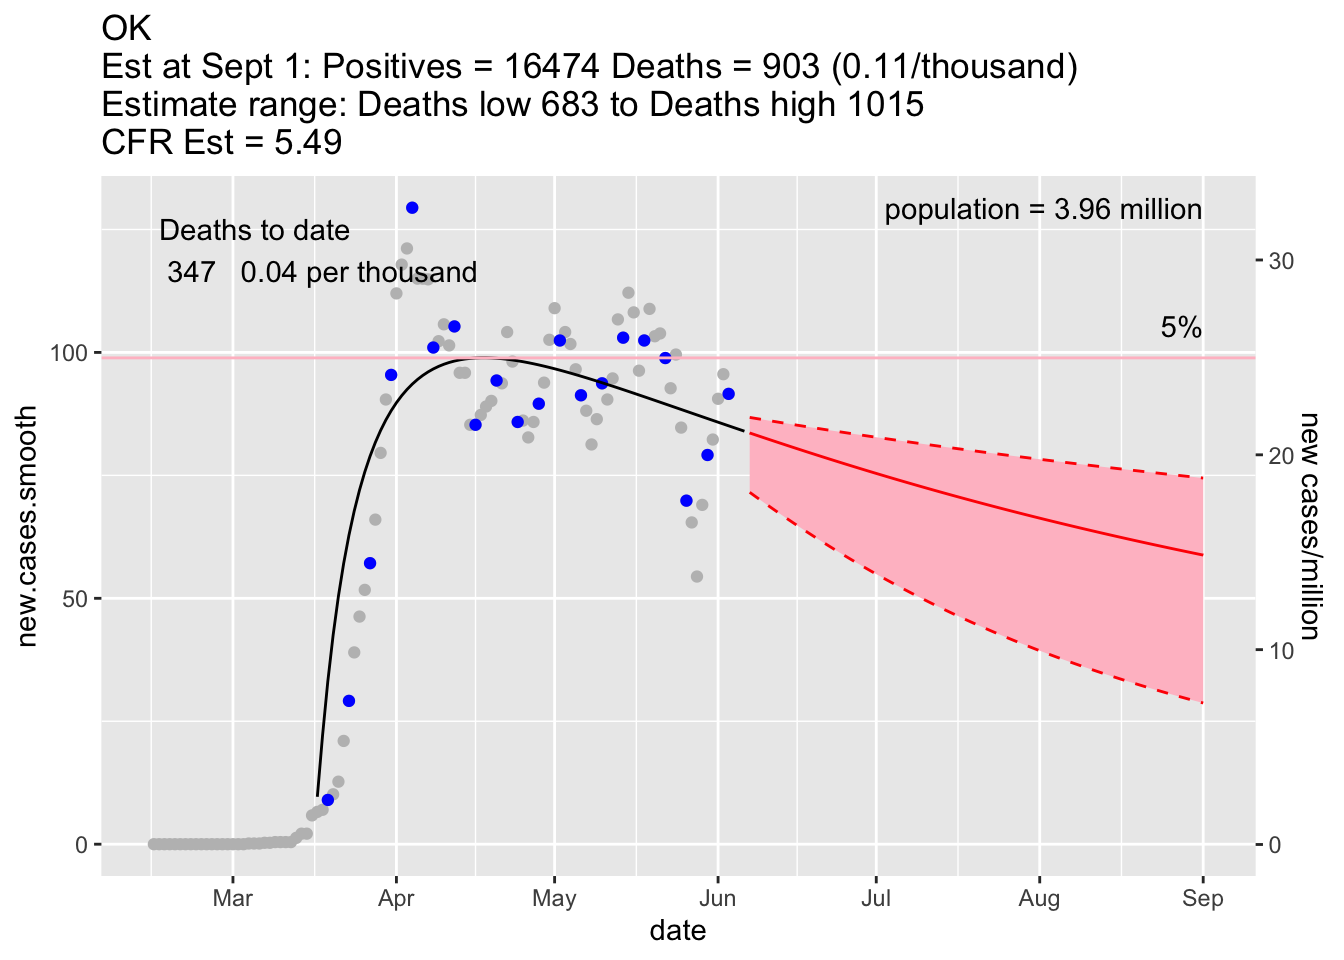 OK
Est at Sept 1: Positives = 16474 Deaths = 903 (0.11/thousand)
Estimate range: Deaths low 683 to Deaths high 1015
CFR Est = 5.49
Deaths to date
347 0.04 per thousand
population = 3.96 million
5%
new.cases.smooth
100
50
0
30
20
10
0
new cases/million
Mar Apr May Jun Jul Aug Sep
date